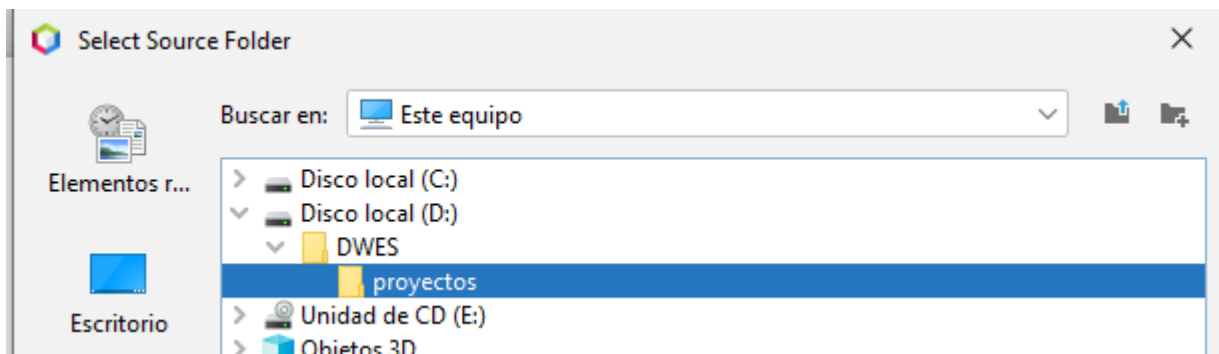 Select Source Folder
Buscar en: Este equipo
Elementos r...
Disco local (C:)
Disco local (D:)
DWES
proyectos
Escritorio
Unidad de CD (E:)
Objetos 3D